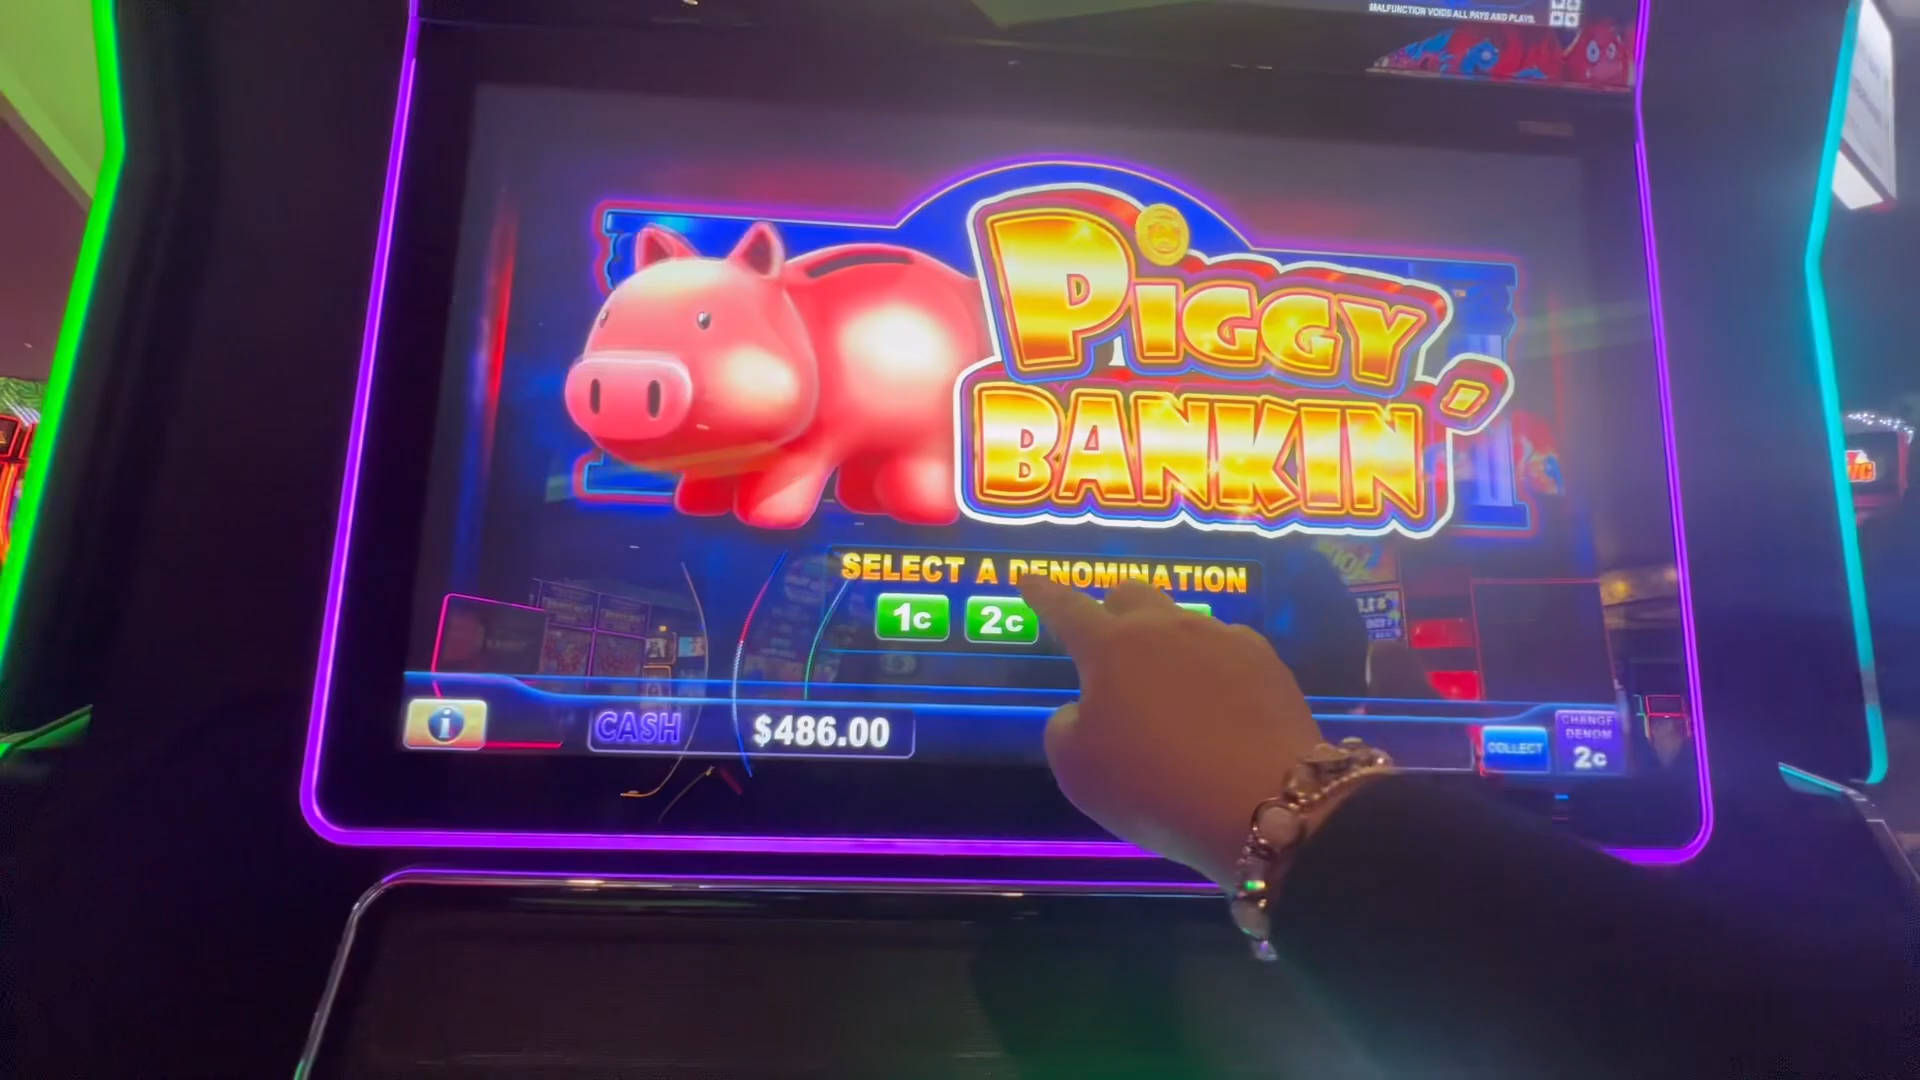 MALFUNCTION VOIDS ALL PAYS AND PLAYS.
PIGGY
BANKIN'
SELECT A DENOMINATION
1c 2c
CASH $486.00
COLLECT
CHANGE
DENOM
2c